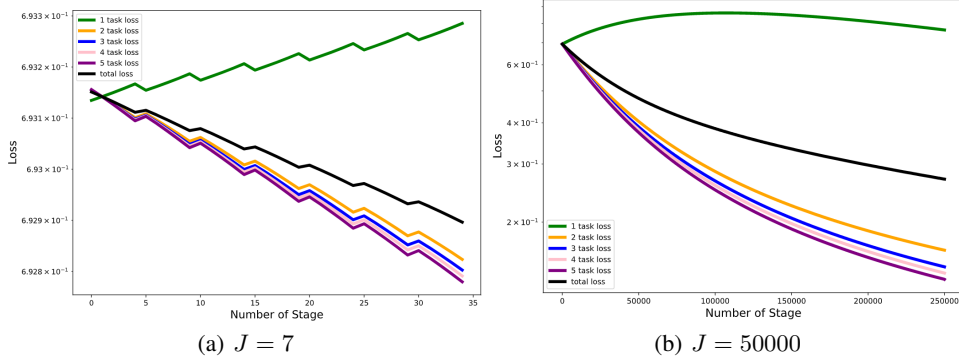 6.933 × 10⁻¹
6.932 × 10⁻¹
6.931 × 10⁻¹
6.93 × 10⁻¹
6.929 × 10⁻¹
6.928 × 10⁻¹
Loss
1 task loss
2 task loss
3 task loss
4 task loss
5 task loss
total loss
0 5 10 15 20 25 30 35
Number of Stage
(a) J = 7
6 × 10⁻¹
4 × 10⁻¹
3 × 10⁻¹
2 × 10⁻¹
Loss
1 task loss
2 task loss
3 task loss
4 task loss
5 task loss
total loss
0 50000 100000 150000 200000 250000
Number of Stage
(b) J = 50000